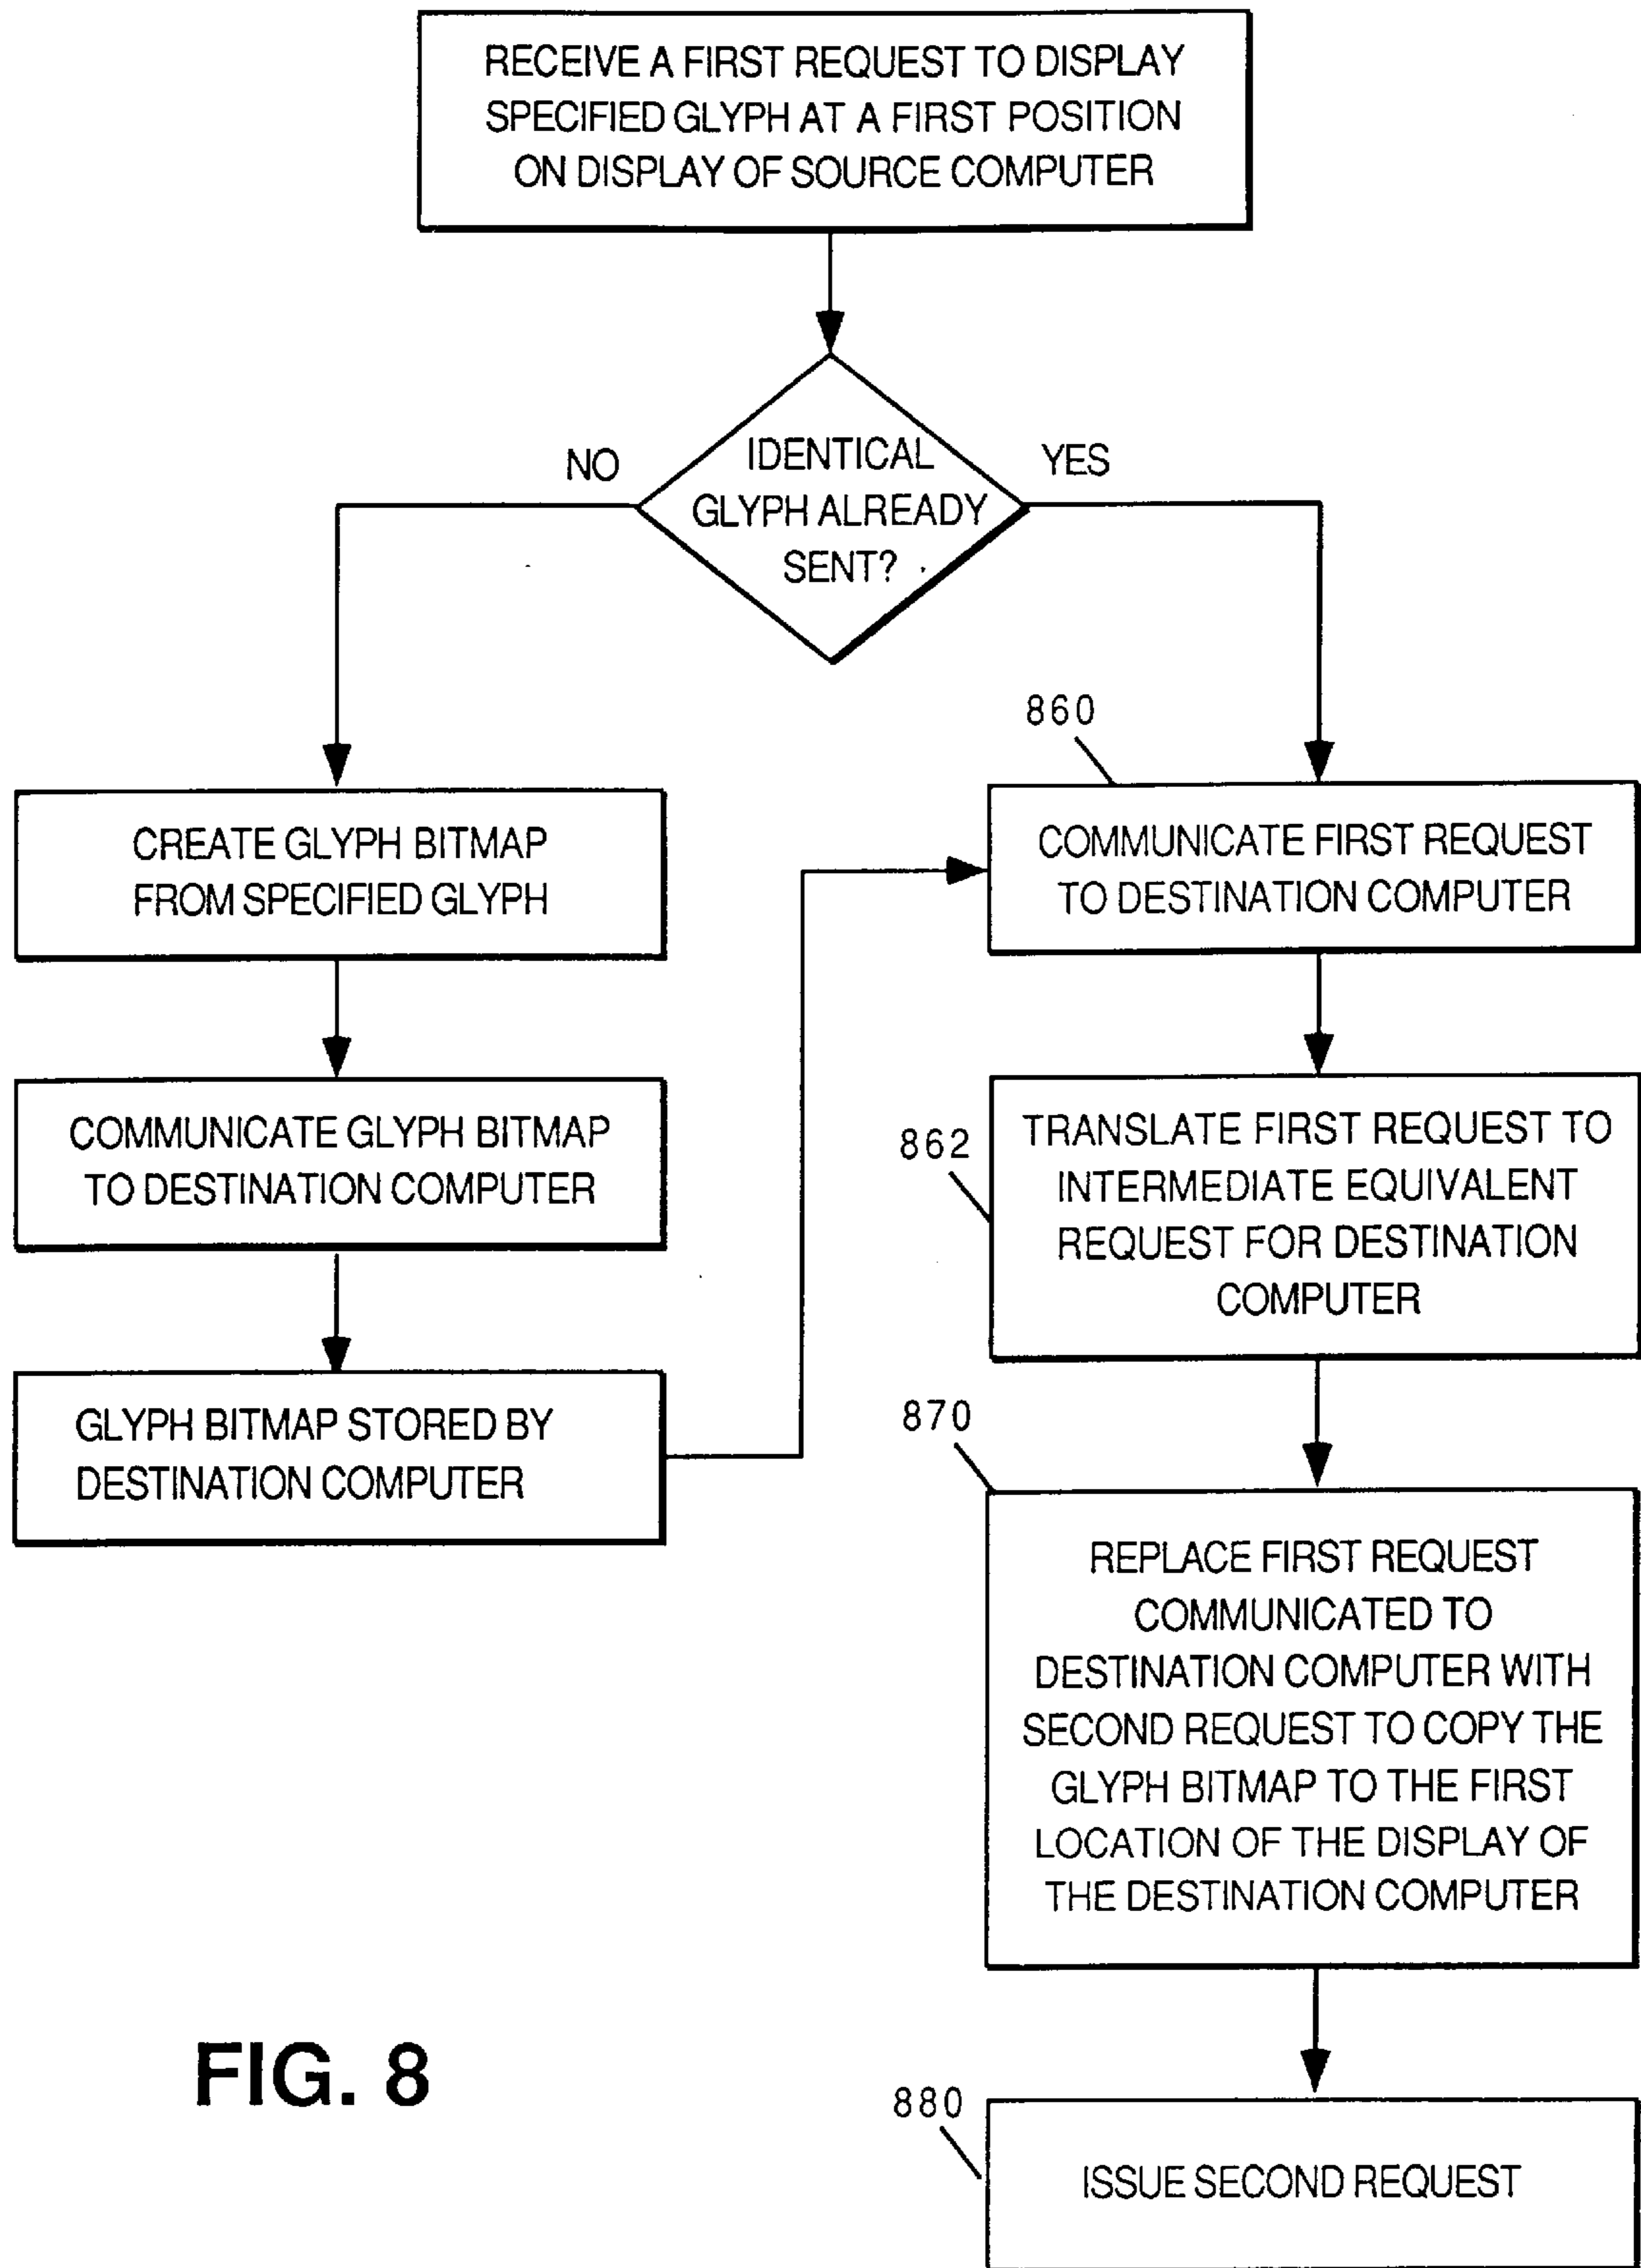 RECEIVE A FIRST REQUEST TO DISPLAY
SPECIFIED GLYPH AT A FIRST POSITION
ON DISPLAY OF SOURCE COMPUTER
NO
IDENTICAL
GLYPH ALREADY
SENT?
YES
CREATE GLYPH BITMAP
FROM SPECIFIED GLYPH
COMMUNICATE GLYPH BITMAP
TO DESTINATION COMPUTER
GLYPH BITMAP STORED BY
DESTINATION COMPUTER
860
COMMUNICATE FIRST REQUEST
TO DESTINATION COMPUTER
862
TRANSLATE FIRST REQUEST TO
INTERMEDIATE EQUIVALENT
REQUEST FOR DESTINATION
COMPUTER
870
REPLACE FIRST REQUEST
COMMUNICATED TO
DESTINATION COMPUTER WITH
SECOND REQUEST TO COPY THE
GLYPH BITMAP TO THE FIRST
LOCATION OF THE DISPLAY OF
THE DESTINATION COMPUTER
880
ISSUE SECOND REQUEST
FIG. 8